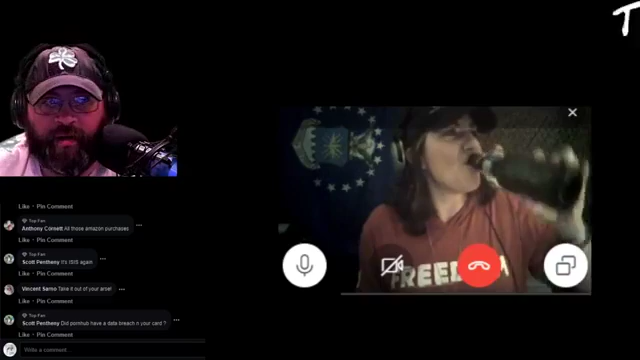 T
Like · Pin Comment
Top Fan
Anthony Cornett All those amazon purchases
Like · Pin Comment
Top Fan
Scott Pentheny It's ISIS again
Like · Pin Comment
Vincent Sarno Take it out of your arse!
Like · Pin Comment
Top Fan
Scott Pentheny Did pornhub have a data breach n your card ?
Like · Pin Comment
Write a comment...